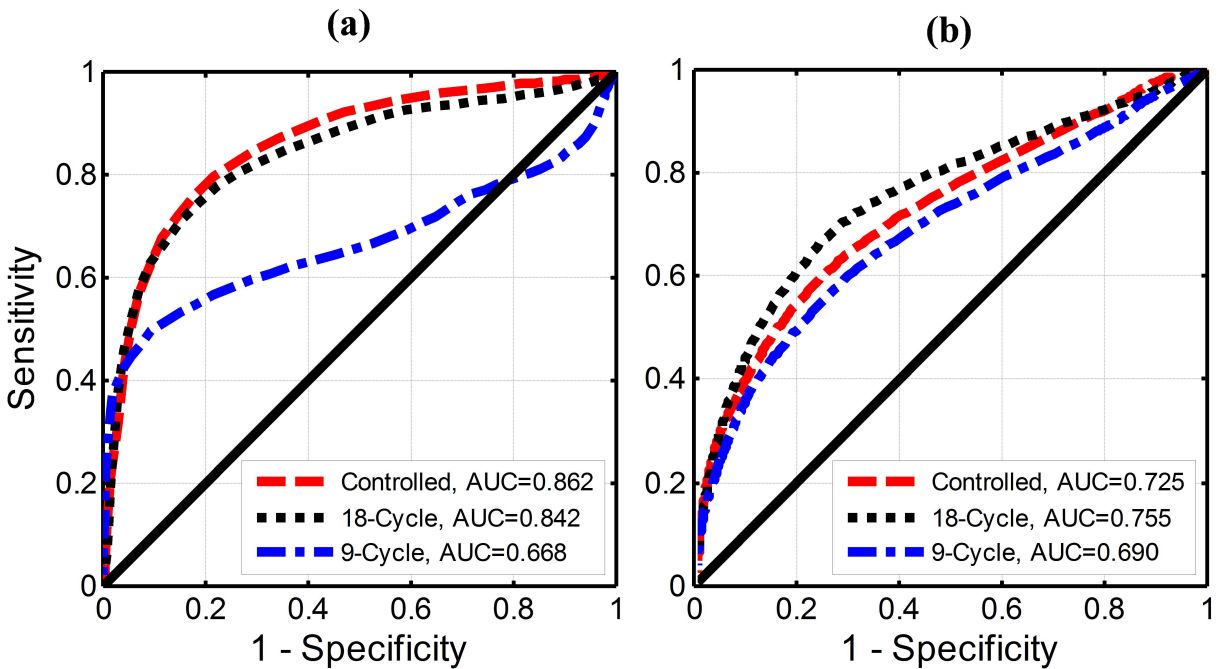 (a)
1
0.8
0.6
0.4
0.2
0
0
0.2
0.4
0.6
0.8
1
Sensitivity
1 - Specificity
Controlled, AUC=0.862
18-Cycle, AUC=0.842
9-Cycle, AUC=0.668
(b)
1
0.8
0.6
0.4
0.2
0
0
0.2
0.4
0.6
0.8
1
1 - Specificity
Controlled, AUC=0.725
18-Cycle, AUC=0.755
9-Cycle, AUC=0.690